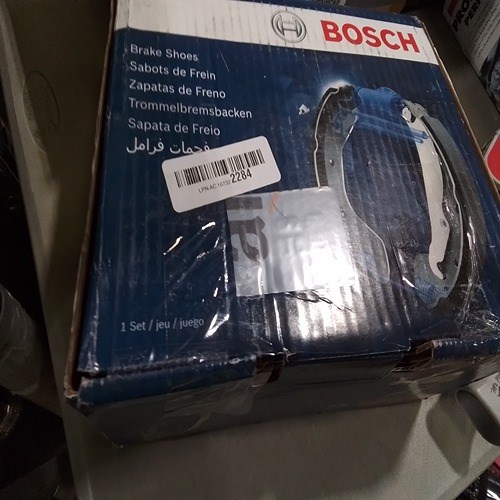 BOSCH
Brake Shoes
Sabots de Frein
Zapatas de Freno
Trommelbremsbacken
Sapata de Freio
فحمات فرامل
2284
1 Set / jeu / juego